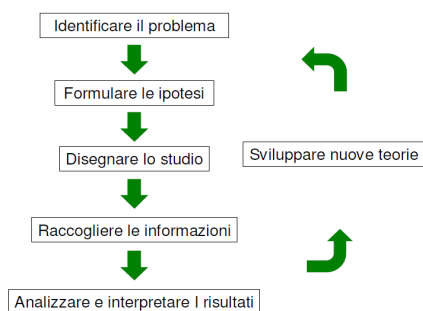 Identificare il problema
Formulare le ipotesi
Disegnare lo studio
Sviluppare nuove teorie
Raccogliere le informazioni
Analizzare e interpretare I risultati